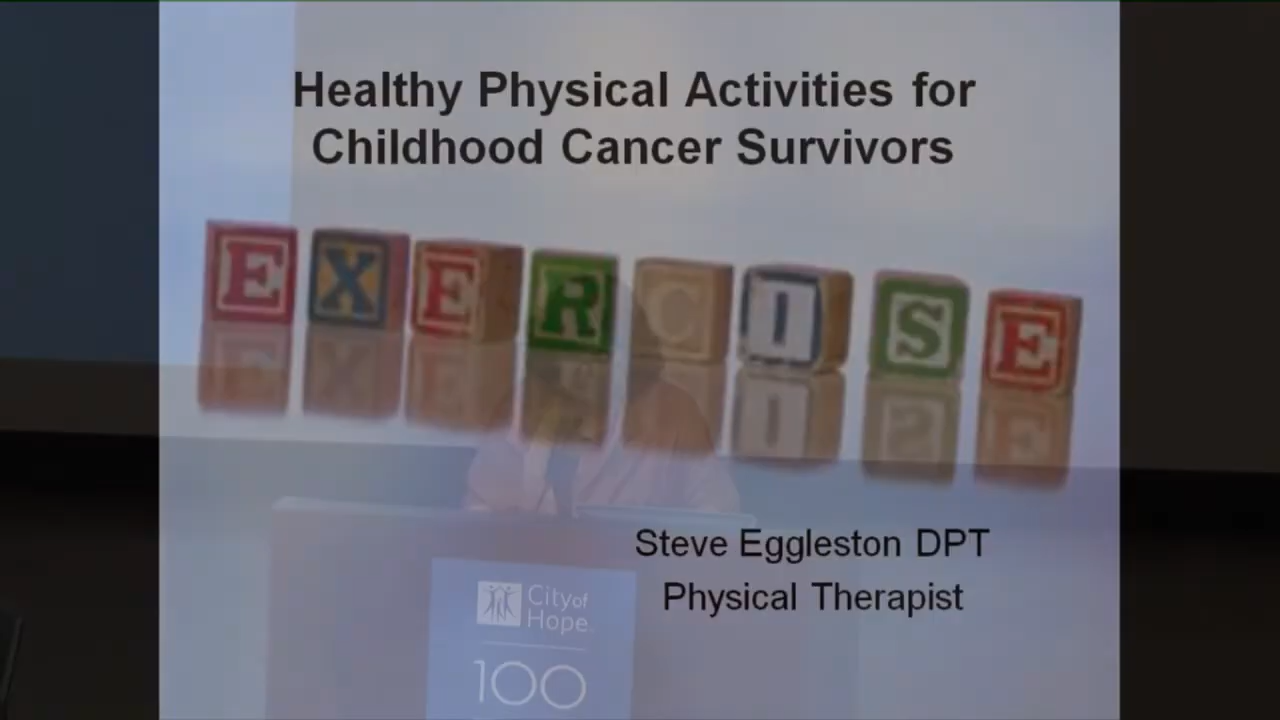 Healthy Physical Activities for
Childhood Cancer Survivors
EXERCISE
Steve Eggleston DPT
Physical Therapist
City of
Hope
100